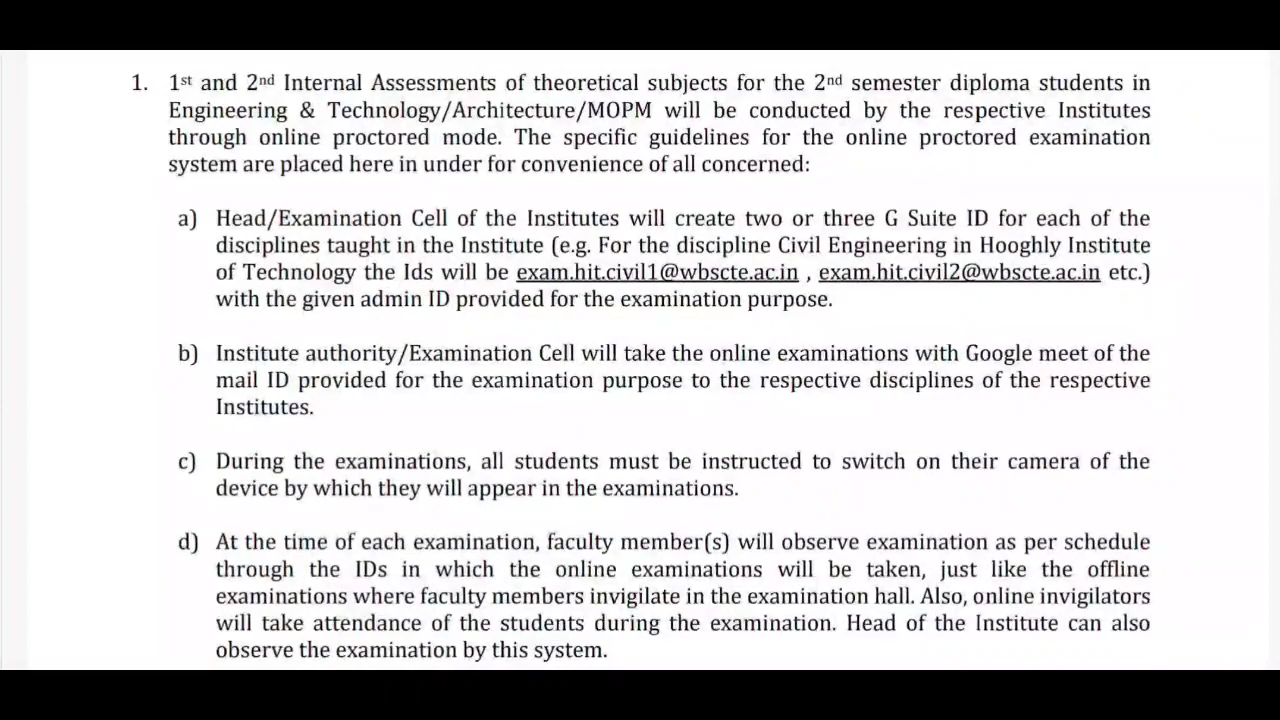 1. 1st and 2nd Internal Assessments of theoretical subjects for the 2nd semester diploma students in
Engineering & Technology/Architecture/MOPM will be conducted by the respective Institutes
through online proctored mode. The specific guidelines for the online proctored examination
system are placed here in under for convenience of all concerned:
a) Head/Examination Cell of the Institutes will create two or three G Suite ID for each of the
disciplines taught in the Institute (e.g. For the discipline Civil Engineering in Hooghly Institute
of Technology the Ids will be exam.hit.civil1@wbscte.ac.in , exam.hit.civil2@wbscte.ac.in etc.)
with the given admin ID provided for the examination purpose.
b) Institute authority/Examination Cell will take the online examinations with Google meet of the
mail ID provided for the examination purpose to the respective disciplines of the respective
Institutes.
c) During the examinations, all students must be instructed to switch on their camera of the
device by which they will appear in the examinations.
d) At the time of each examination, faculty member(s) will observe examination as per schedule
through the IDs in which the online examinations will be taken, just like the offline
examinations where faculty members invigilate in the examination hall. Also, online invigilators
will take attendance of the students during the examination. Head of the Institute can also
observe the examination by this system.